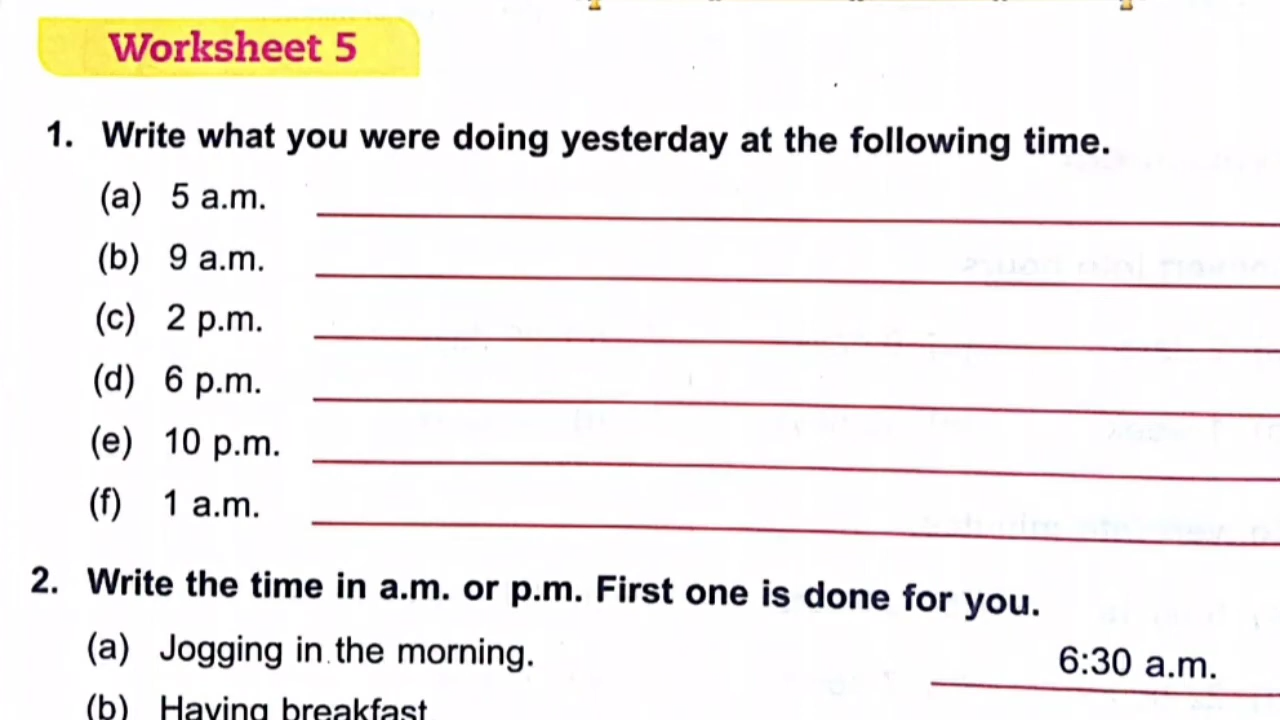 Worksheet 5
1. Write what you were doing yesterday at the following time.
(a) 5 a.m.
(b) 9 a.m.
(c) 2 p.m.
(d) 6 p.m.
(e) 10 p.m.
(f) 1 a.m.
2. Write the time in a.m. or p.m. First one is done for you.
(a) Jogging in the morning. 6:30 a.m.
(b) Having breakfast.